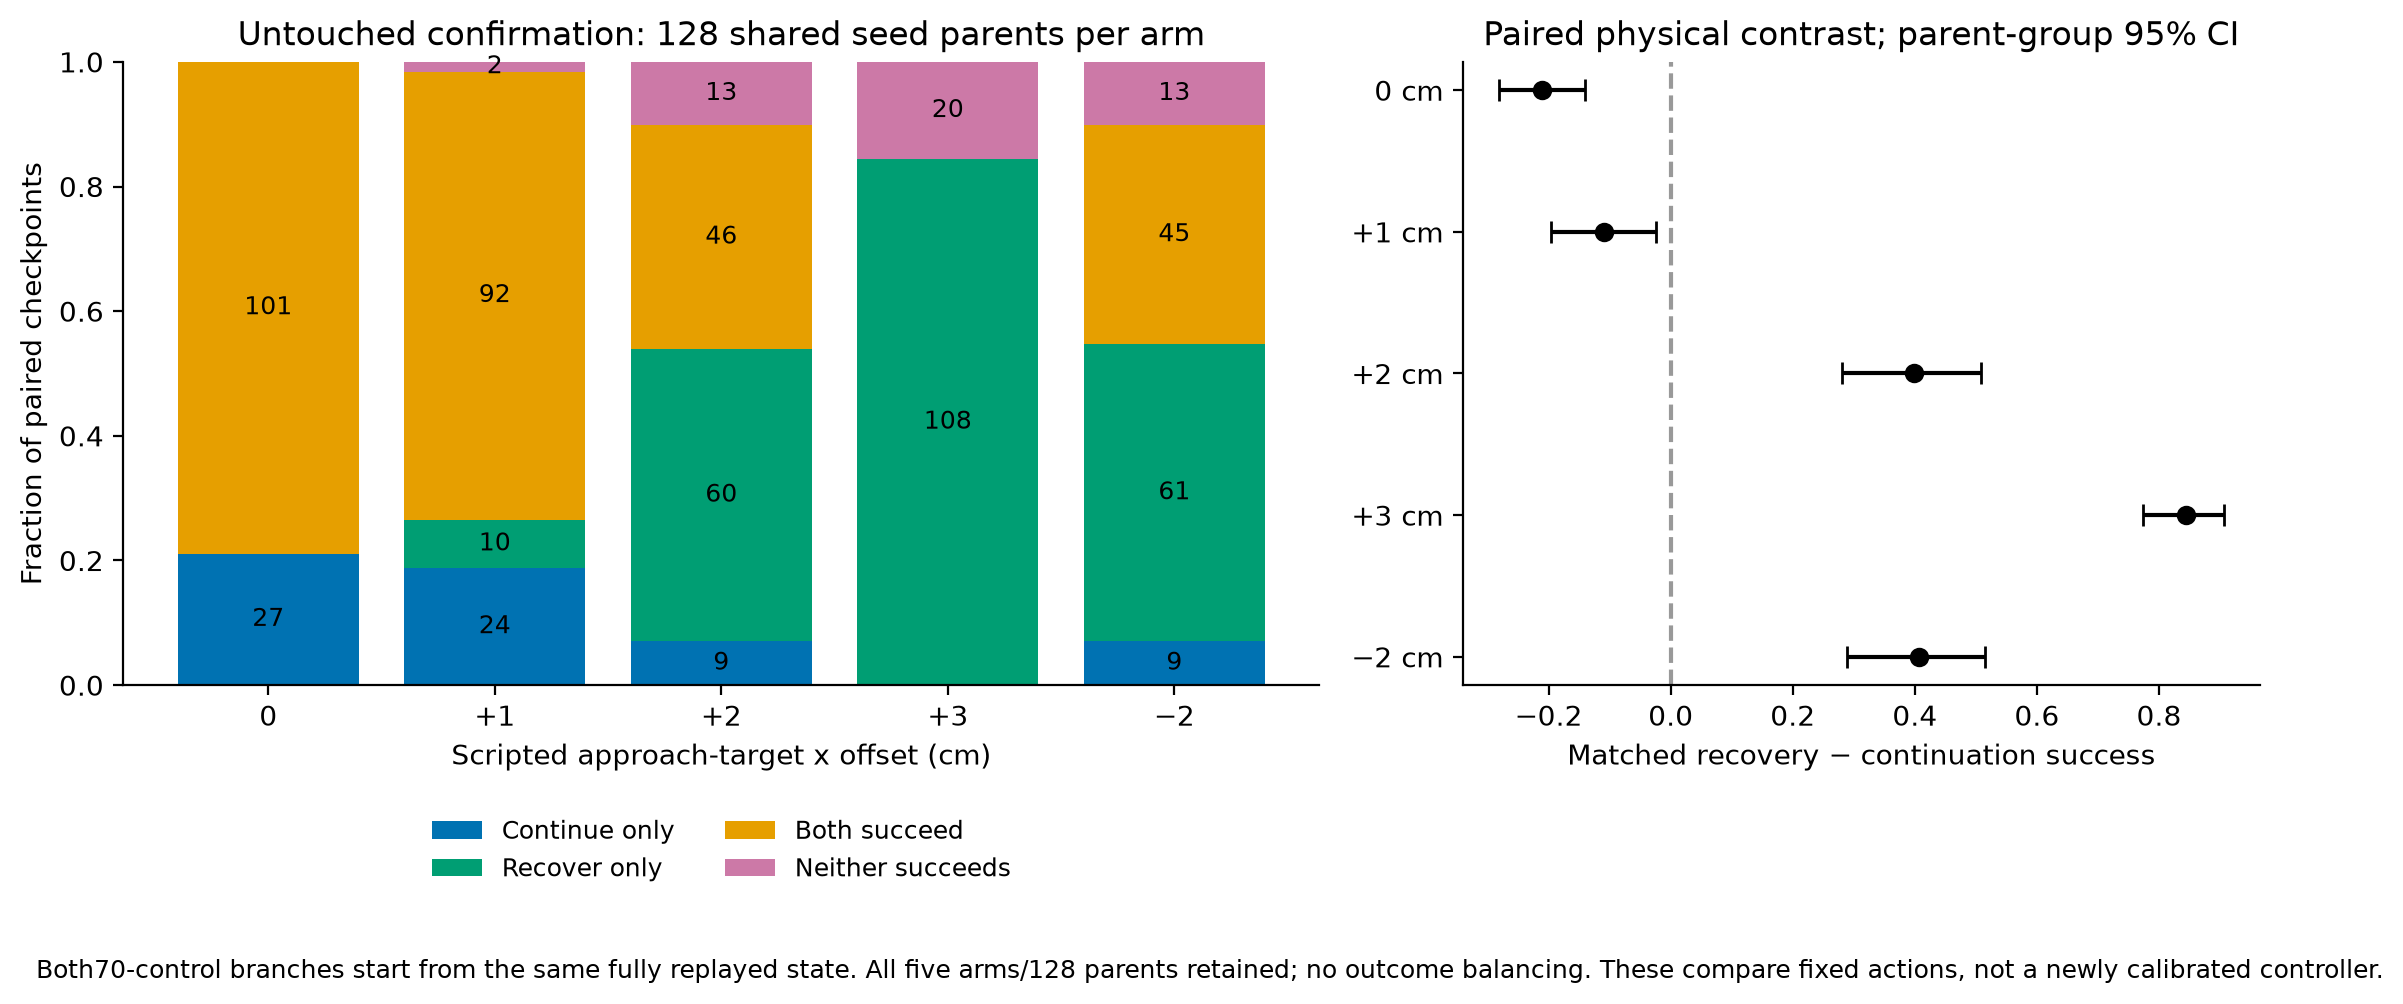 Untouched confirmation: 128 shared seed parents per arm
Fraction of paired checkpoints
1.0
0.8
0.6
0.4
0.2
0.0
27
101
24
10
92
2
9
60
46
13
108
20
9
61
45
13
0
+1
+2
+3
−2
Scripted approach-target x offset (cm)
Continue only
Recover only
Both succeed
Neither succeeds
Paired physical contrast; parent-group 95% CI
0 cm
+1 cm
+2 cm
+3 cm
−2 cm
−0.2
0.0
0.2
0.4
0.6
0.8
Matched recovery − continuation success
Both70-control branches start from the same fully replayed state. All five arms/128 parents retained; no outcome balancing. These compare fixed actions, not a newly calibrated controller.